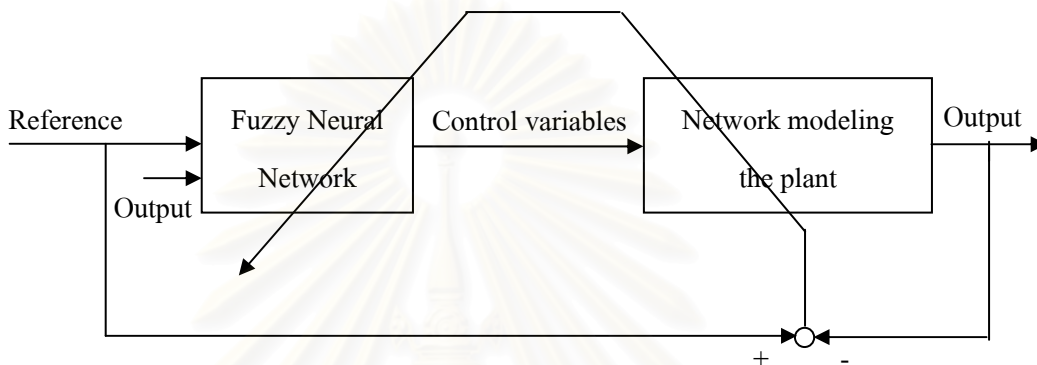 Reference
Fuzzy Neural
Network
Control variables
Network modeling
the plant
Output
Output
+
-